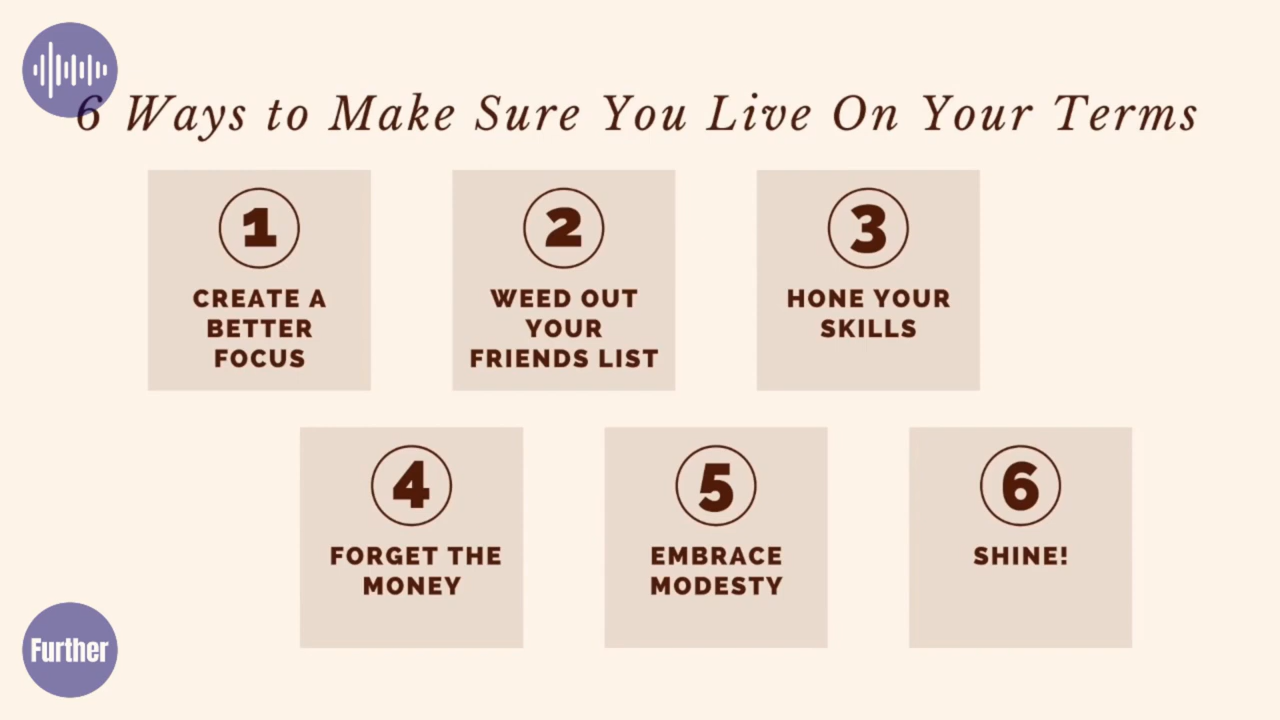 6 Ways to Make Sure You Live On Your Terms
1
CREATE A
BETTER
FOCUS
2
WEED OUT
YOUR
FRIENDS LIST
3
HONE YOUR
SKILLS
4
FORGET THE
MONEY
5
EMBRACE
MODESTY
6
SHINE!
Further